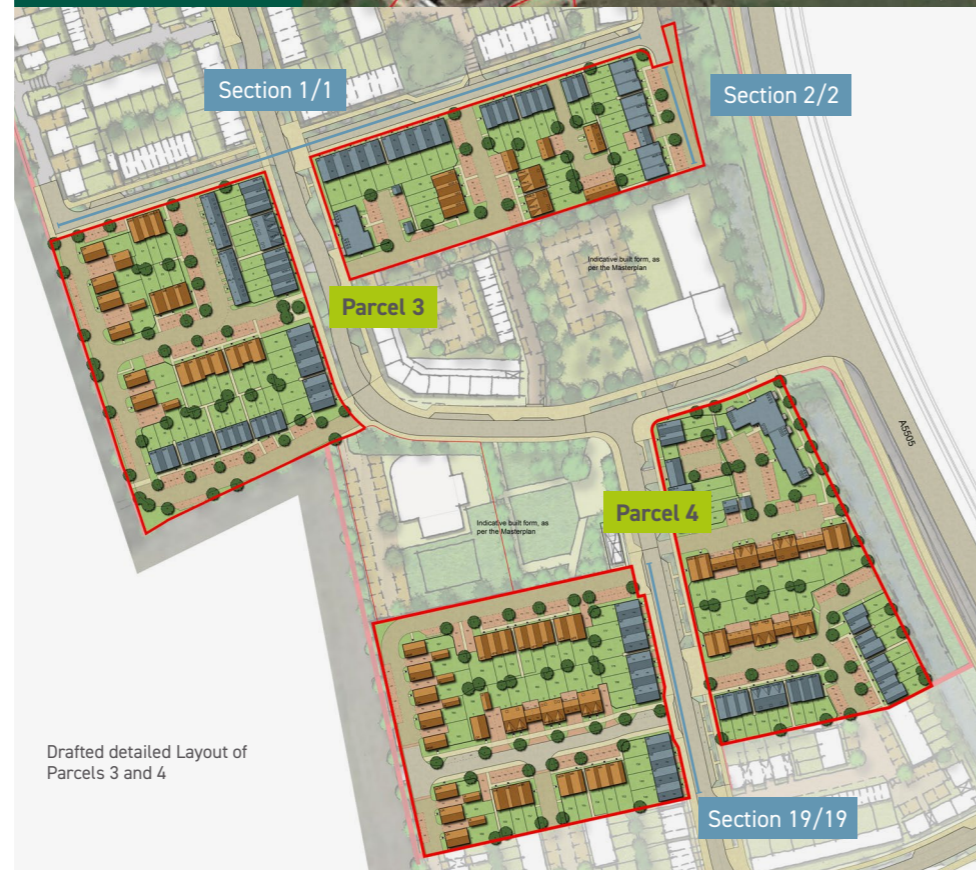 Section 1/1
Section 2/2
Indicative built form, as
per the Masterplan
Parcel 3
A5505
Parcel 4
Indicative built form, as
per the Masterplan
Drafted detailed Layout of
Parcels 3 and 4
Section 19/19